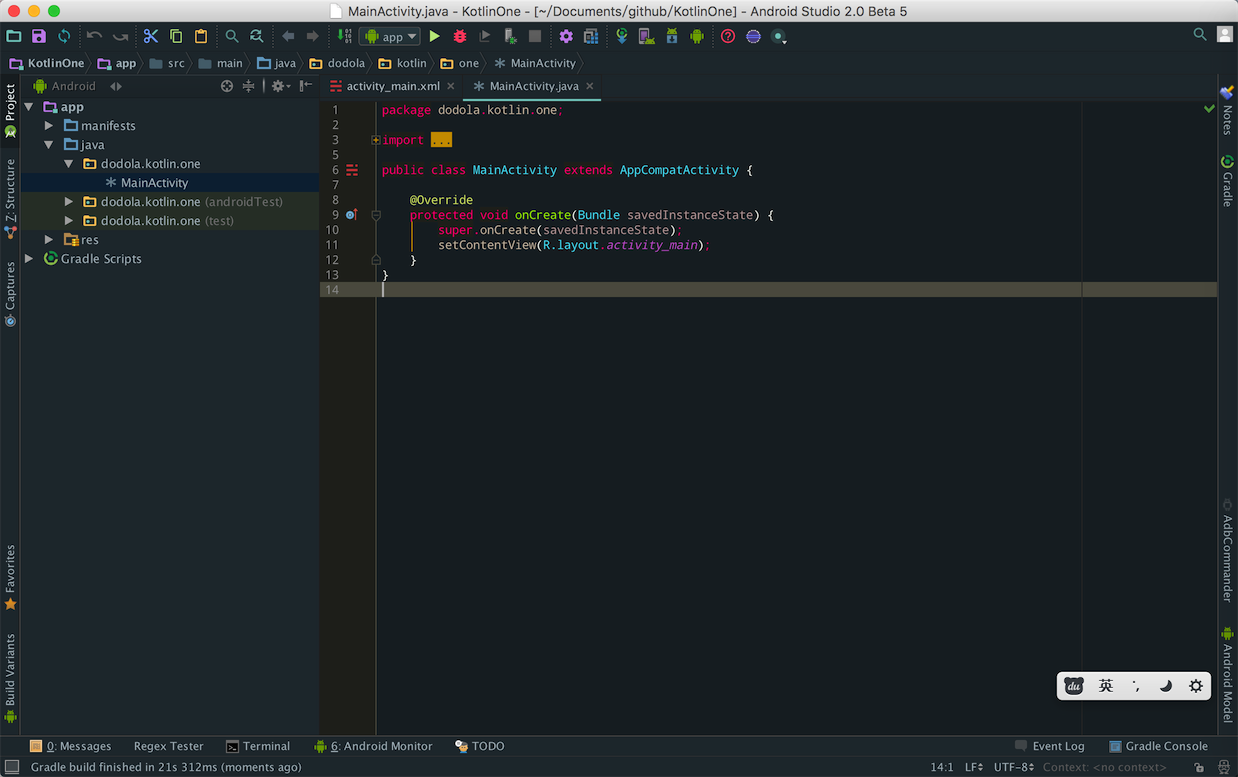 MainActivity.java - KotlinOne - [~/Documents/github/KotlinOne] - Android Studio 2.0 Beta 5
app
KotlinOne app src main java dodola kotlin one MainActivity
Android
activity_main.xml MainActivity.java
Project
Z: Structure
Captures
Favorites
Build Variants
app
manifests
java
dodola.kotlin.one
MainActivity
dodola.kotlin.one (androidTest)
dodola.kotlin.one (test)
res
Gradle Scripts
1 package dodola.kotlin.one;
2
3 import ...
5
6 public class MainActivity extends AppCompatActivity {
7
8 @Override
9 protected void onCreate(Bundle savedInstanceState) {
10 super.onCreate(savedInstanceState);
11 setContentView(R.layout.activity_main);
12 }
13 }
14
Notes
Gradle
AdbCommander
Android Model
du 英 ·,
0: Messages Regex Tester Terminal 6: Android Monitor TODO Event Log Gradle Console
Gradle build finished in 21s 312ms (moments ago) 14:1 LF UTF-8 Context: <no context>